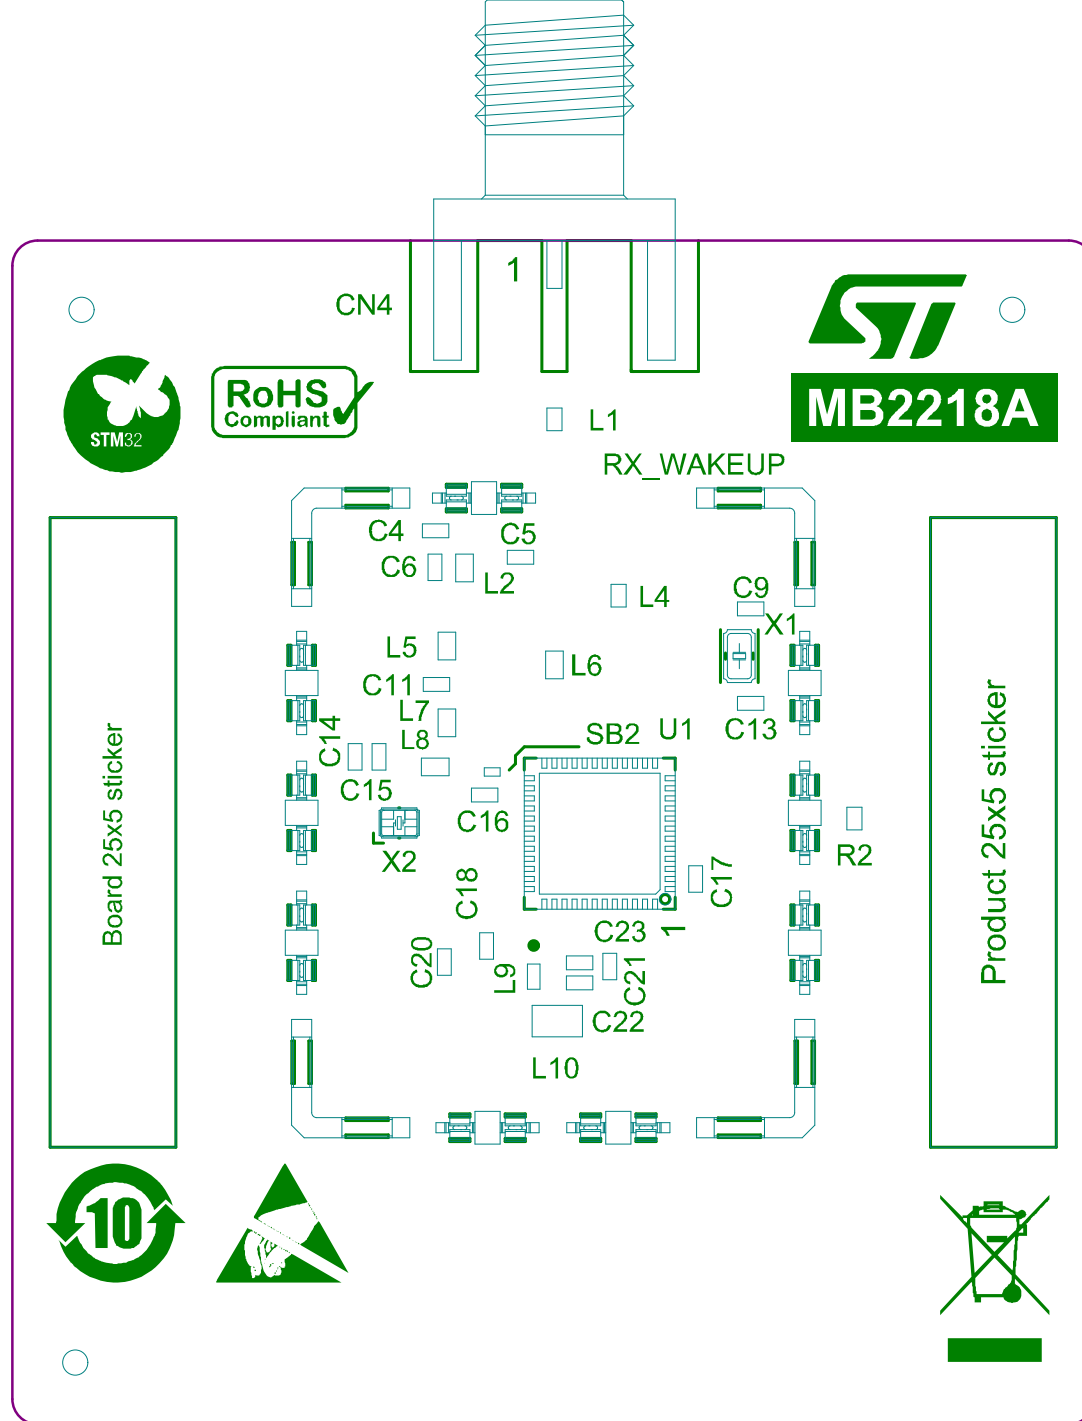 1
CN4
ST
MB2218A
STM32
RoHS
Compliant
L1
RX_WAKEUP
C4
C5
C6
L2
L4
C9
X1
L5
L6
C11
C13
L7
C14
L8
SB2
U1
C15
C16
X2
R2
C17
C18
C20
C23
1
L9
C21
C22
L10
Board 25x5 sticker
Product 25x5 sticker
10